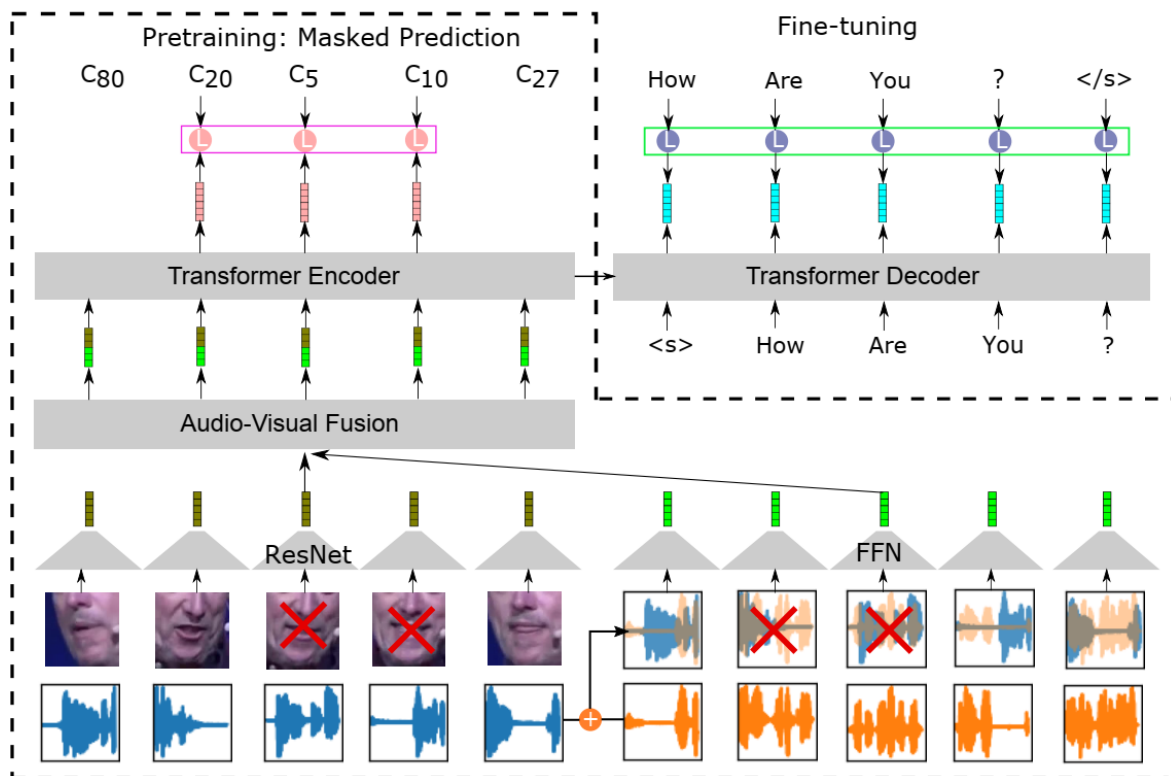 Pretraining: Masked Prediction
C80 C20 C5 C10 C27
L L L
Transformer Encoder
Audio-Visual Fusion
ResNet
Fine-tuning
How Are You ? </s>
L L L L L
Transformer Decoder
<s> How Are You ?
FFN
+